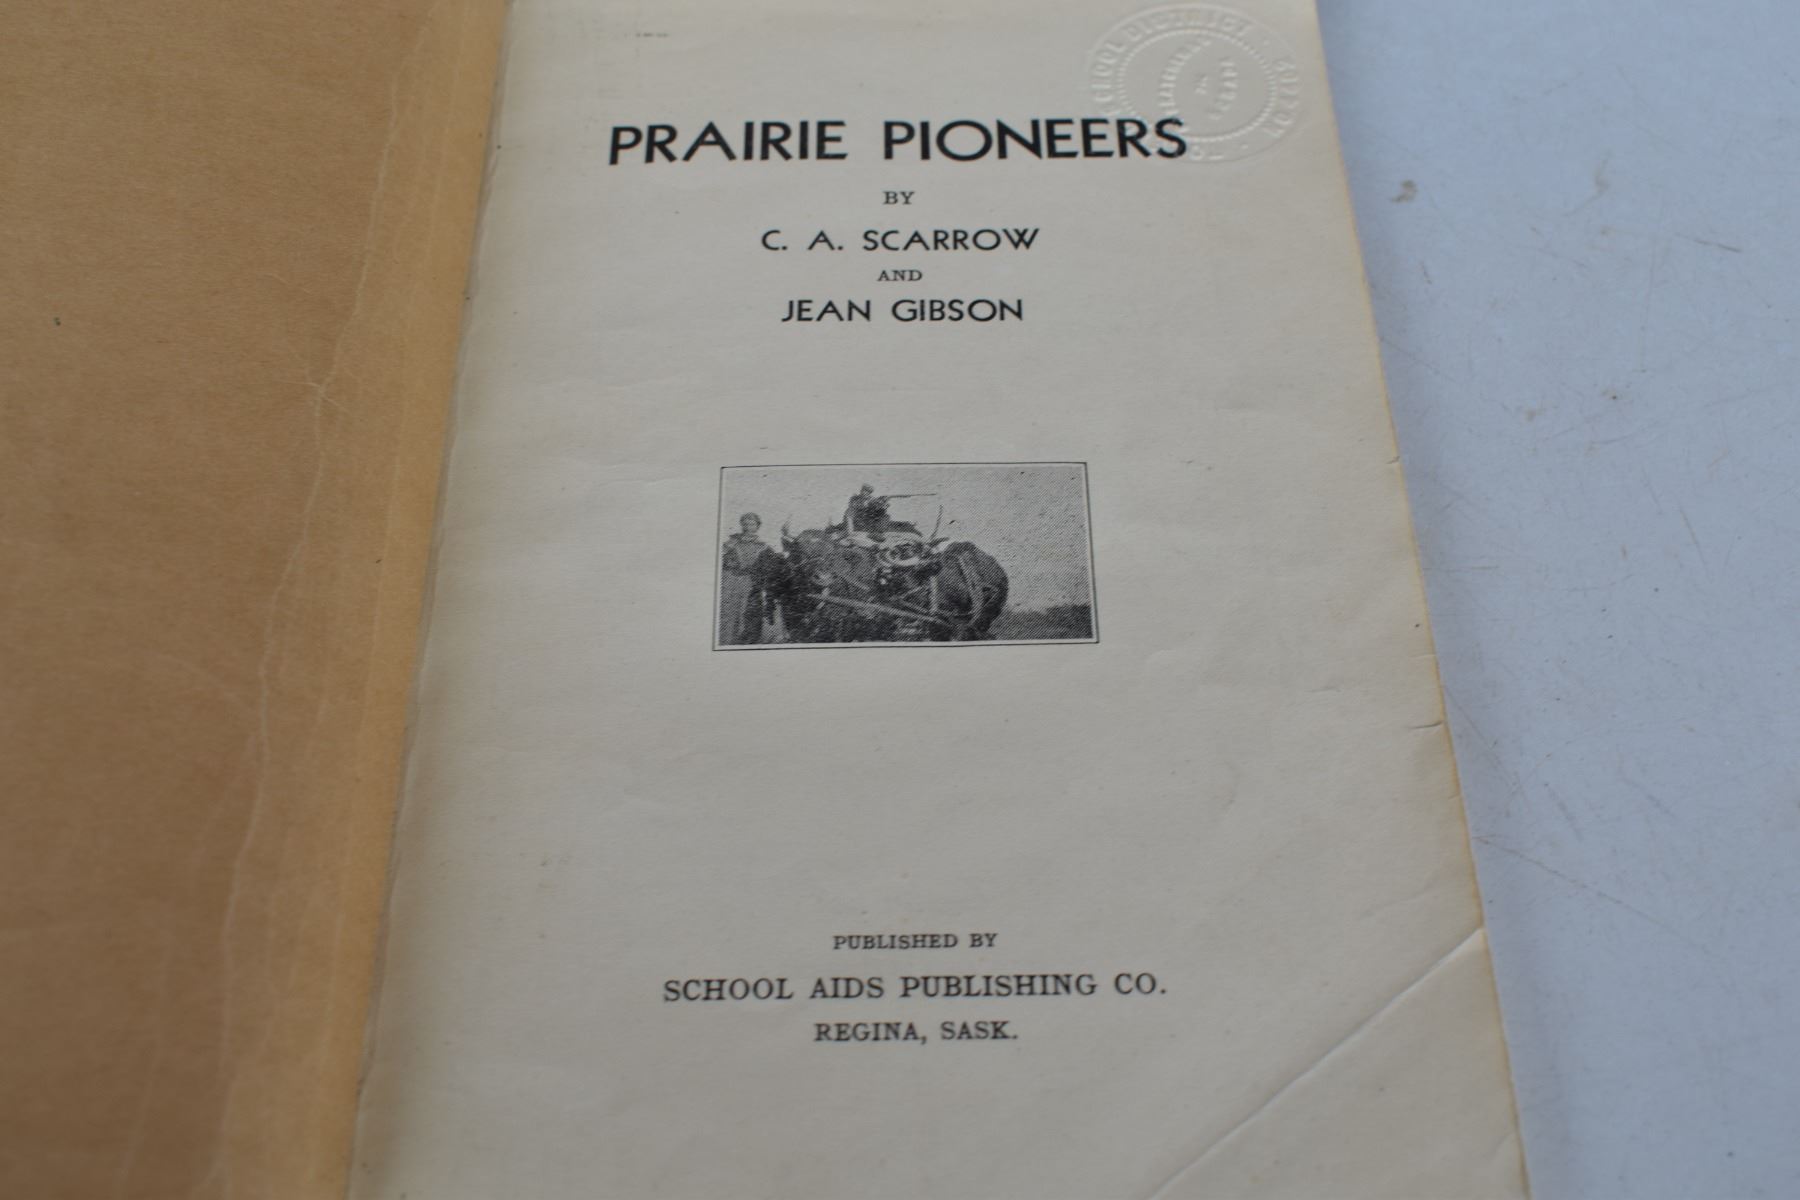 PRAIRIE PIONEERS
BY
C. A. SCARROW
AND
JEAN GIBSON
PUBLISHED BY
SCHOOL AIDS PUBLISHING CO.
REGINA, SASK.